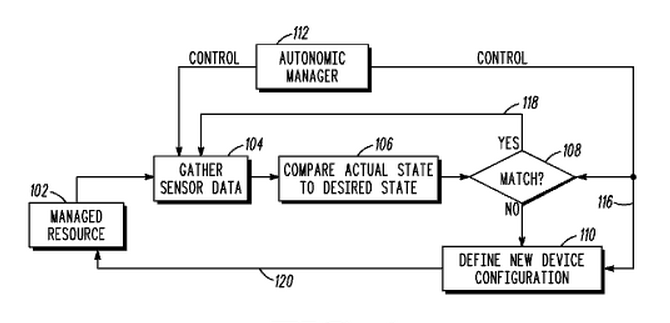 112
CONTROL
AUTONOMIC
MANAGER
CONTROL
118
104
106
YES
108
GATHER
SENSOR DATA
COMPARE ACTUAL STATE
TO DESIRED STATE
MATCH?
102
116
NO
MANAGED
RESOURCE
110
DEFINE NEW DEVICE
CONFIGURATION
120